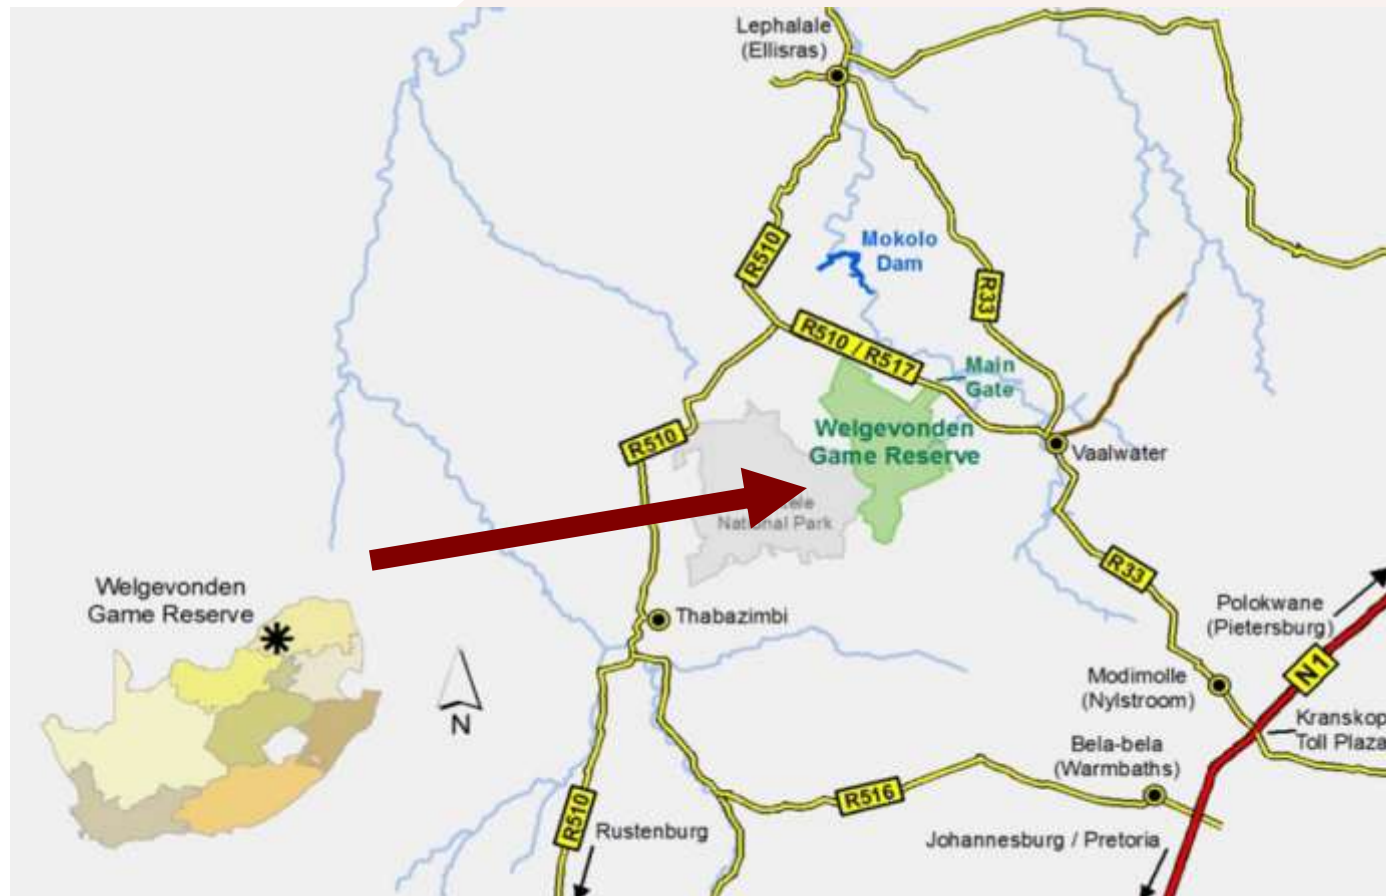 Lephalale
(Ellisras)
R510
Mokolo
Dam
R33
R510 / R517
Main
Gate
R510
Welgevonden
Game Reserve
Vaalwater
National Park
R33
Welgevonden
Game Reserve
Thabazimbi
N
Polokwane
(Pietersburg)
N1
Modimolle
(Nylstroom)
Kranskop
Toll Plaza
Bela-bela
(Warmbaths)
R516
R510
Rustenburg
Johannesburg / Pretoria